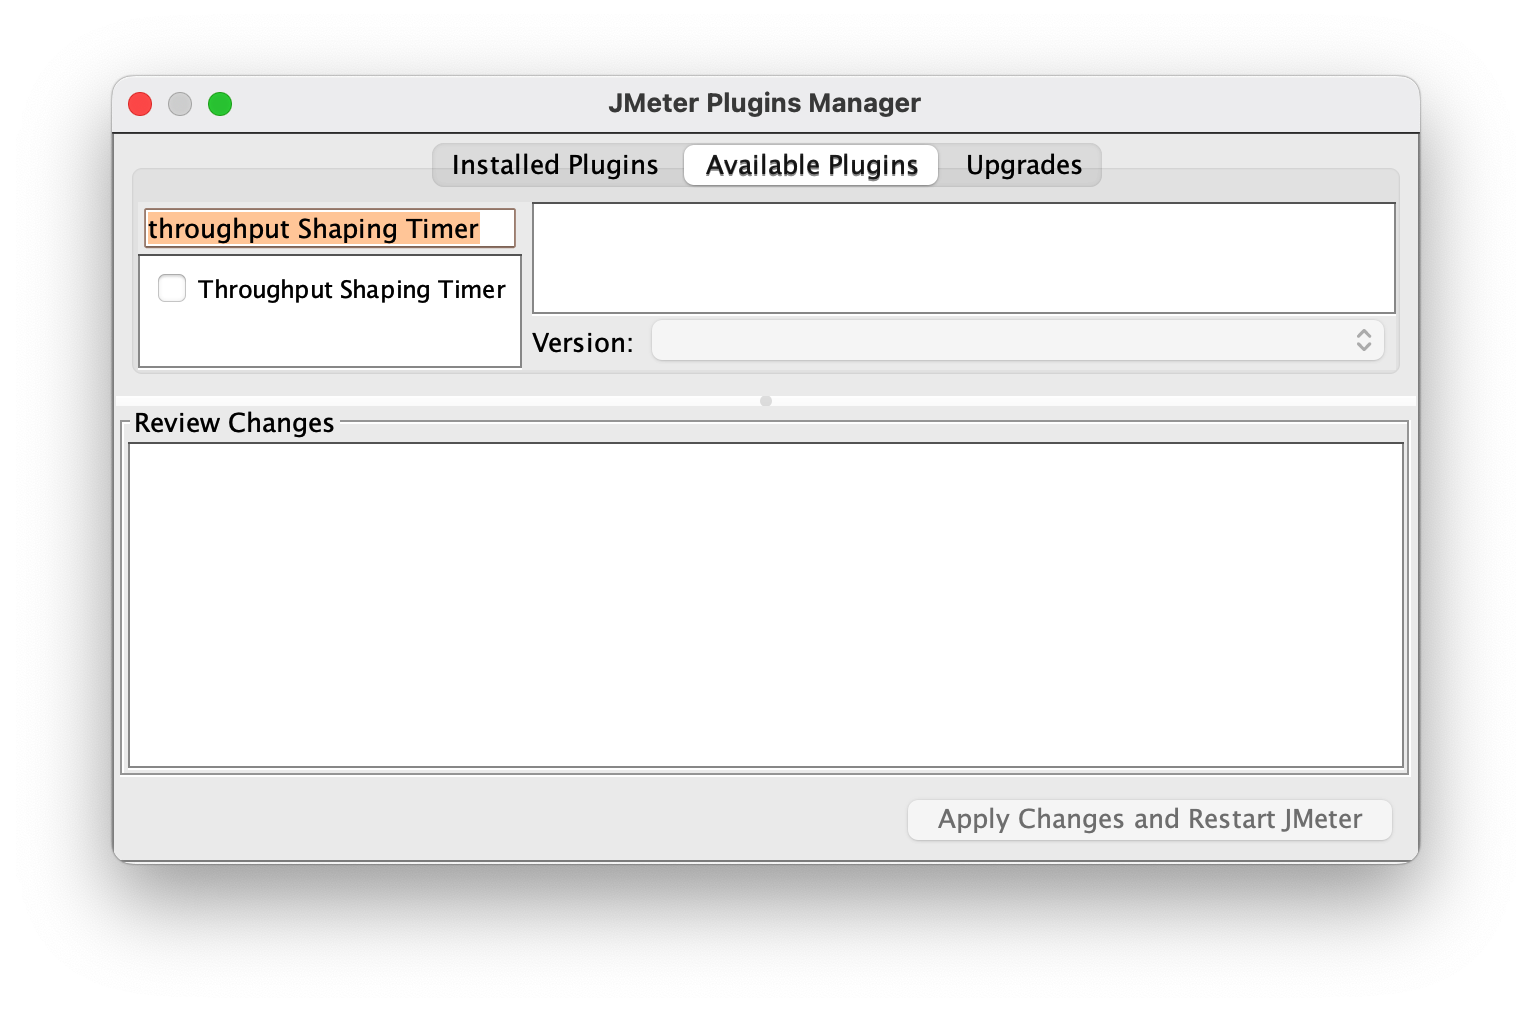 JMeter Plugins Manager
Installed Plugins
Available Plugins
Upgrades
throughput Shaping Timer
Throughput Shaping Timer
Version:
Review Changes
Apply Changes and Restart JMeter